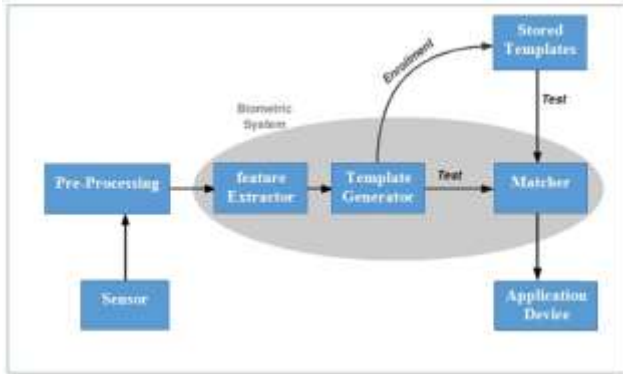 Stored
Templates
Enrollment
Test
Biometric
System
Pre-Processing
feature
Extractor
Template
Generator
Test
Matcher
Sensor
Application
Device